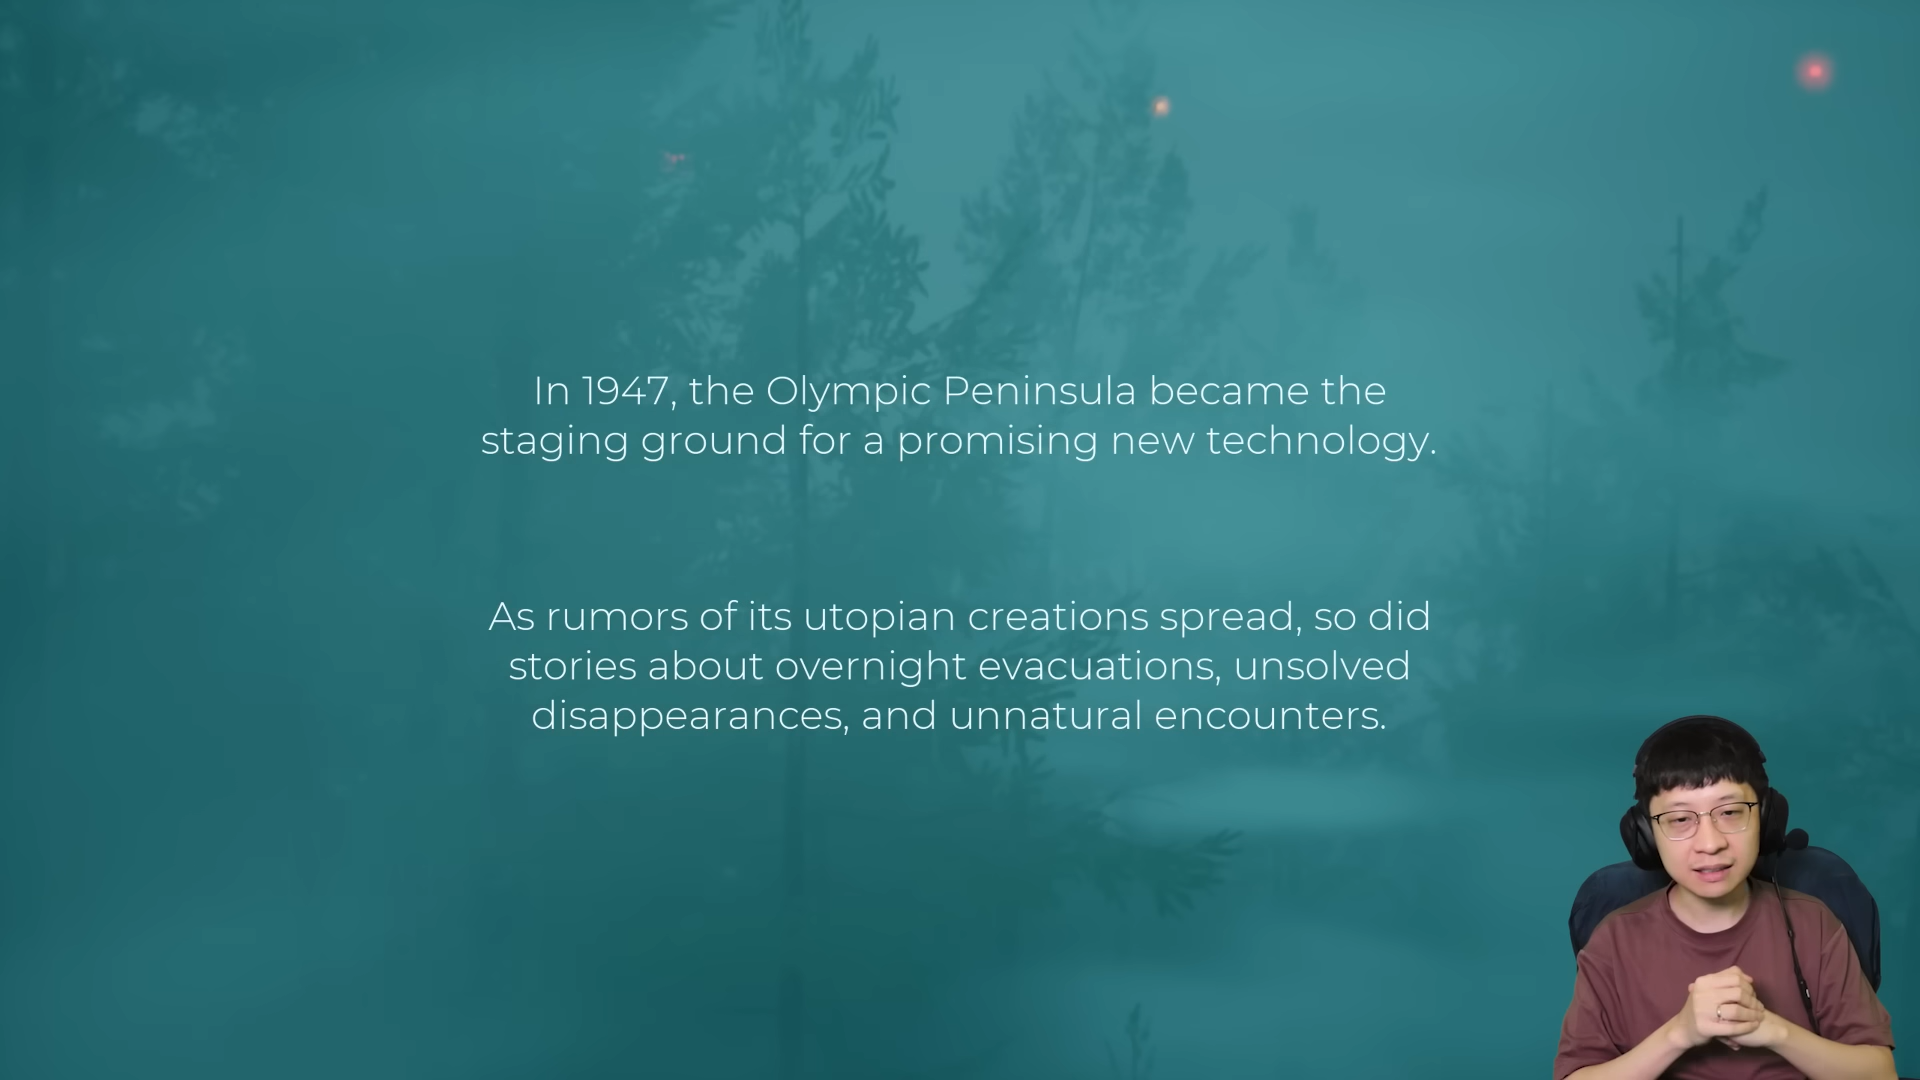 In 1947, the Olympic Peninsula became the
staging ground for a promising new technology.
As rumors of its utopian creations spread, so did
stories about overnight evacuations, unsolved
disappearances, and unnatural encounters.